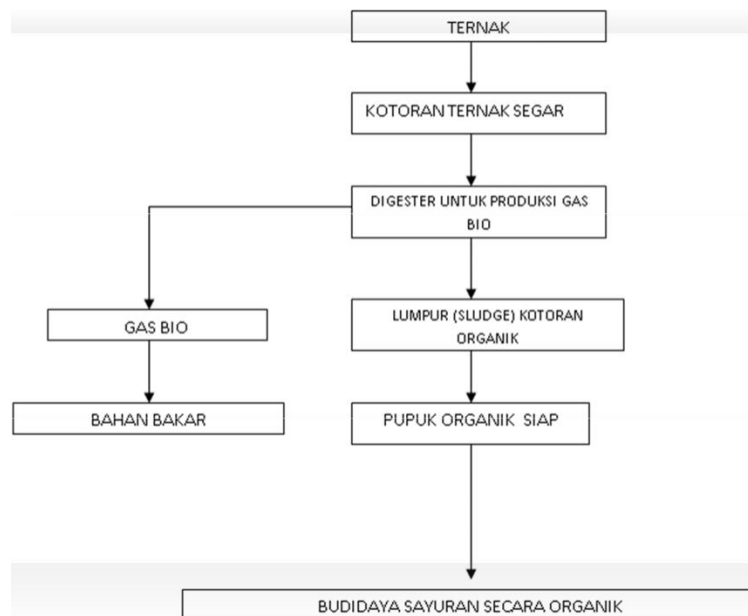 TERNAK
KOTORAN TERNAK SEGAR
DIGESTER UNTUK PRODUKSI GAS
BIO
GAS BIO
LUMPUR (SLUDGE) KOTORAN
ORGANIK
BAHAN BAKAR
PUPUK ORGANIK SIAP
BUDIDAYA SAYURAN SECARA ORGANIK